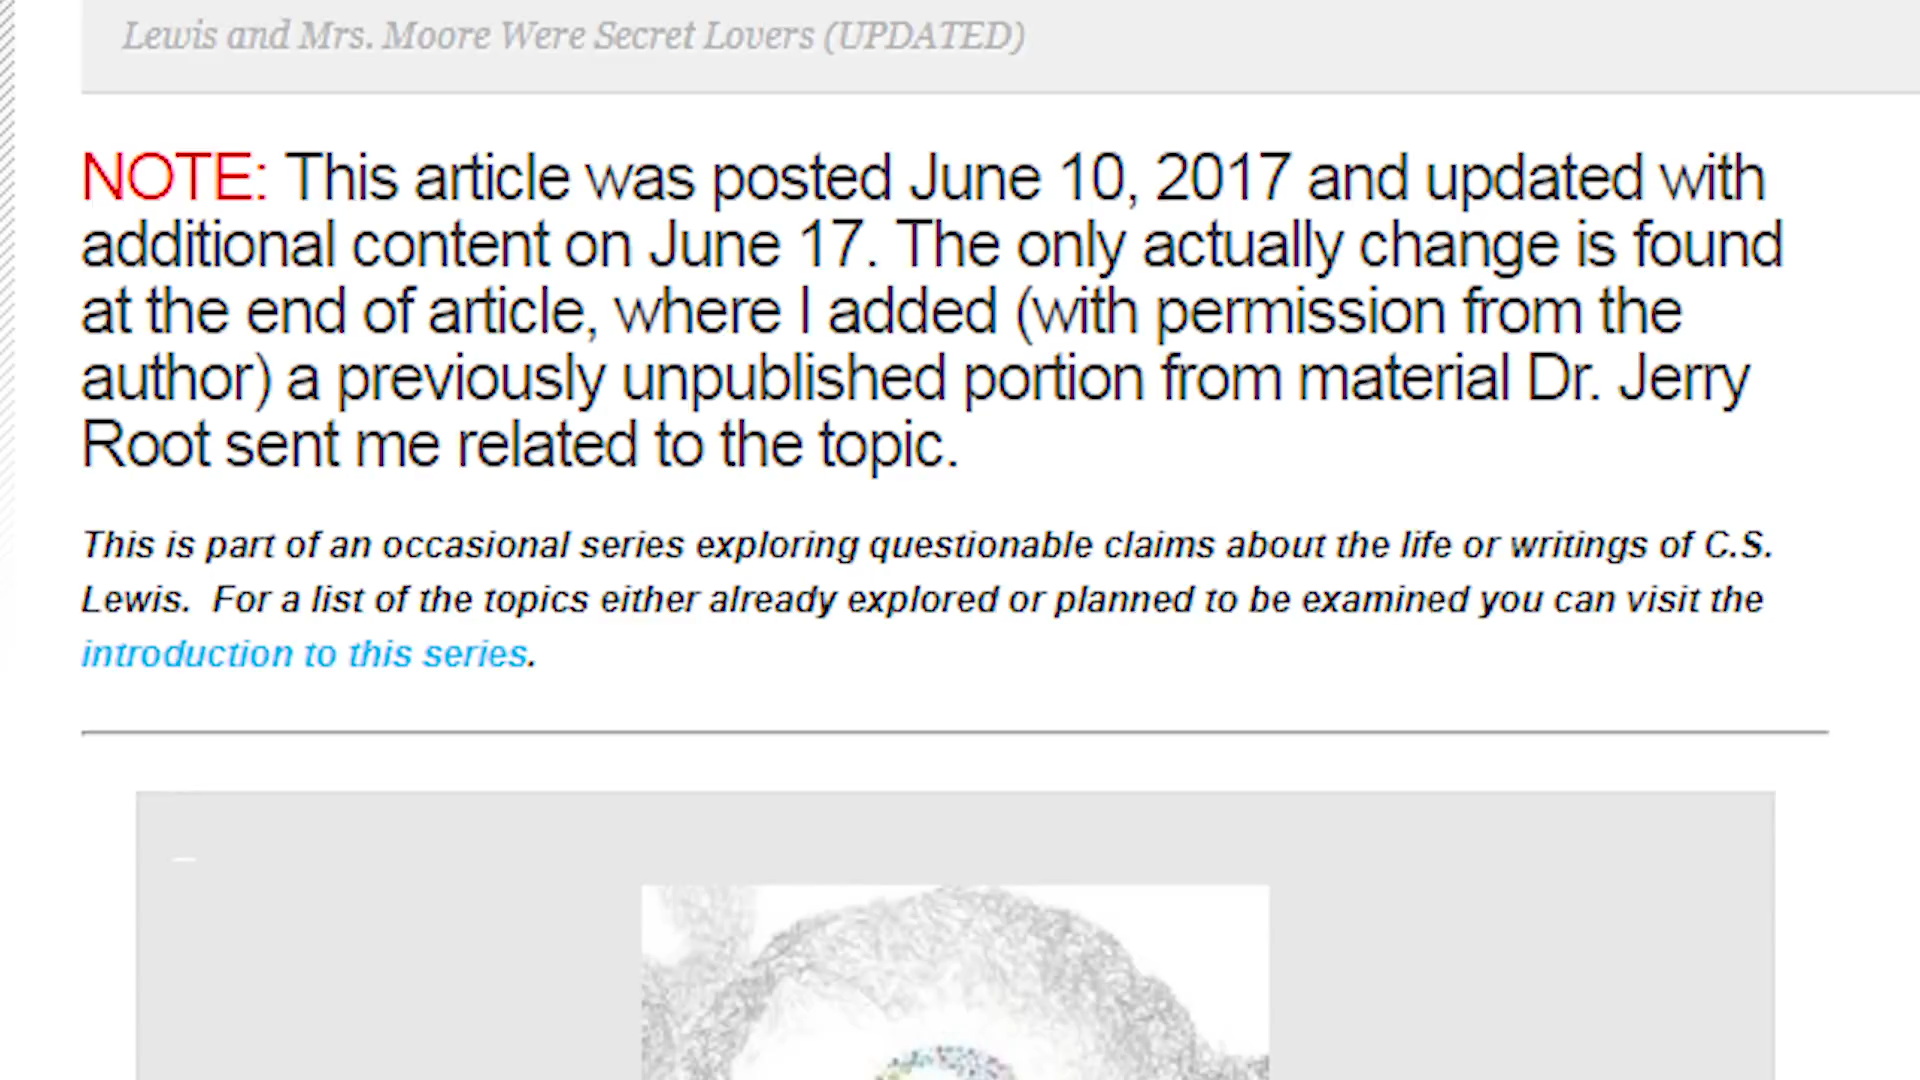 Lewis and Mrs. Moore Were Secret Lovers (UPDATED)
NOTE: This article was posted June 10, 2017 and updated with
additional content on June 17. The only actually change is found
at the end of article, where I added (with permission from the
author) a previously unpublished portion from material Dr. Jerry
Root sent me related to the topic.
This is part of an occasional series exploring questionable claims about the life or writings of C.S.
Lewis.  For a list of the topics either already explored or planned to be examined you can visit the
introduction to this series.